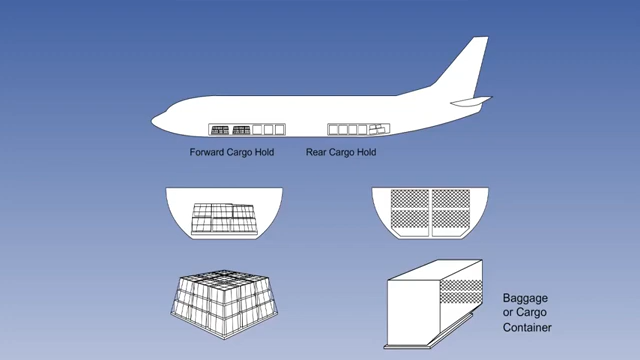 Forward Cargo Hold
Rear Cargo Hold
Baggage
or Cargo
Container